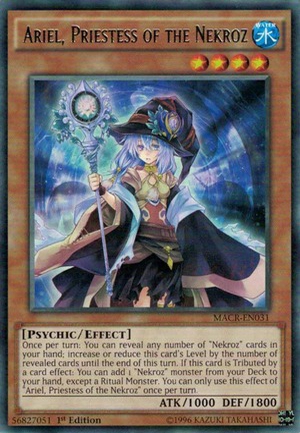 ARIEL, PRIESTESS OF THE NEKROZ
WATER
水
MACR-EN031
[PSYCHIC/EFFECT]
Once per turn: You can reveal any number of "Nekroz" cards in
your hand; increase or reduce this card's Level by the number of
revealed cards until the end of this turn. If this card is Tributed by
a card effect: You can add 1 "Nekroz" monster from your Deck to
your hand, except a Ritual Monster. You can only use this effect of
"Ariel, Priestess of the Nekroz" once per turn.
ATK/1000 DEF/1800
56827051 1st Edition ©1996 KAZUKI TAKAHASHI